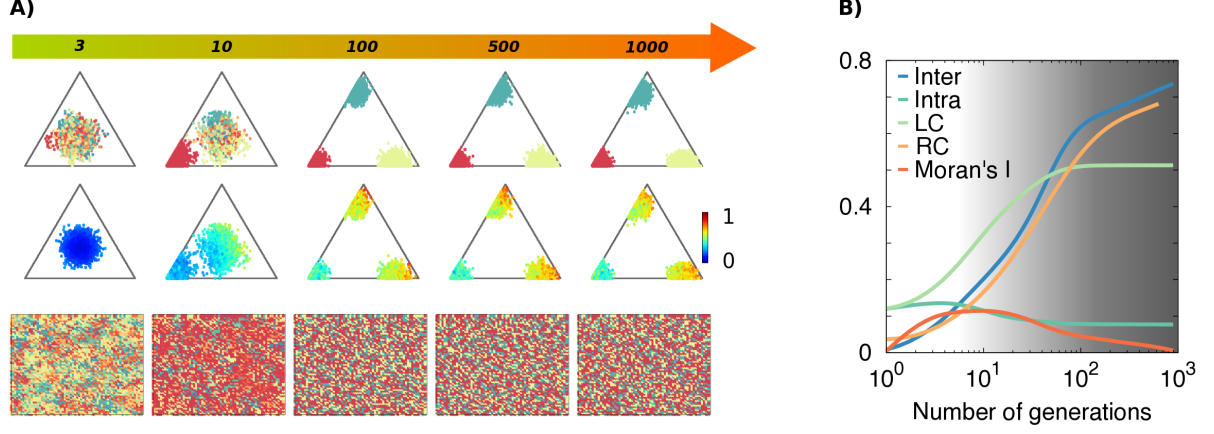 A)
3 10 100 500 1000
1
0
B)
0.8
0.4
0
Inter
Intra
LC
RC
Moran's I
10^0 10^1 10^2 10^3
Number of generations